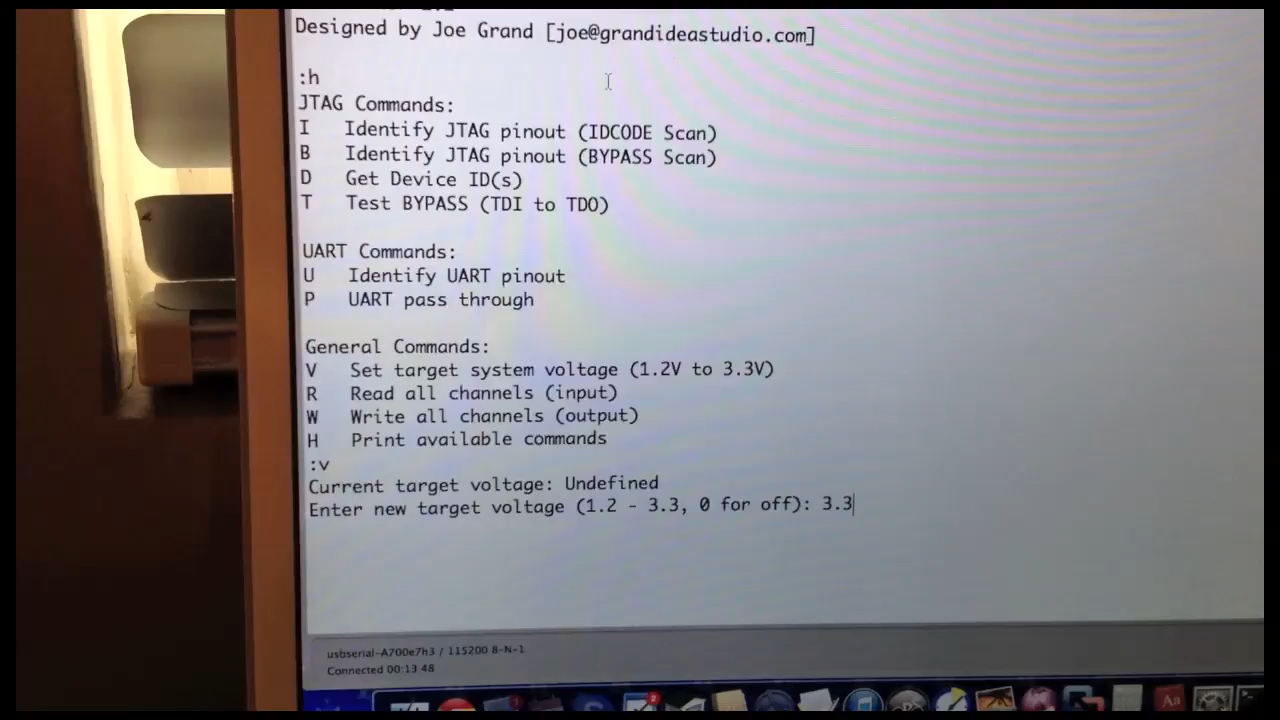 Designed by Joe Grand [joe@grandideastudio.com]
:h
JTAG Commands:
I Identify JTAG pinout (IDCODE Scan)
B Identify JTAG pinout (BYPASS Scan)
D Get Device ID(s)
T Test BYPASS (TDI to TDO)
UART Commands:
U Identify UART pinout
P UART pass through
General Commands:
V Set target system voltage (1.2V to 3.3V)
R Read all channels (input)
W Write all channels (output)
H Print available commands
:v
Current target voltage: Undefined
Enter new target voltage (1.2 - 3.3, 0 for off): 3.3
usbserial-A700e7h3 / 115200 8-N-1
Connected 00:13:48
2
Aa